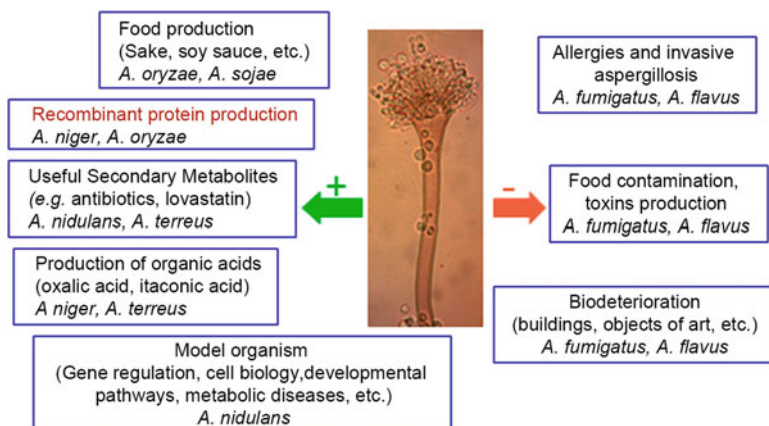 Food production
(Sake, soy sauce, etc.)
A. oryzae, A. sojae
Recombinant protein production
A. niger, A. oryzae
Useful Secondary Metabolites
(e.g. antibiotics, lovastatin)
A. nidulans, A. terreus
Production of organic acids
(oxalic acid, itaconic acid)
A niger, A. terreus
Model organism
(Gene regulation, cell biology,developmental
pathways, metabolic diseases, etc.)
A. nidulans
+
-
Allergies and invasive
aspergillosis
A. fumigatus, A. flavus
Food contamination,
toxins production
A. fumigatus, A. flavus
Biodeterioration
(buildings, objects of art, etc.)
A. fumigatus, A. flavus